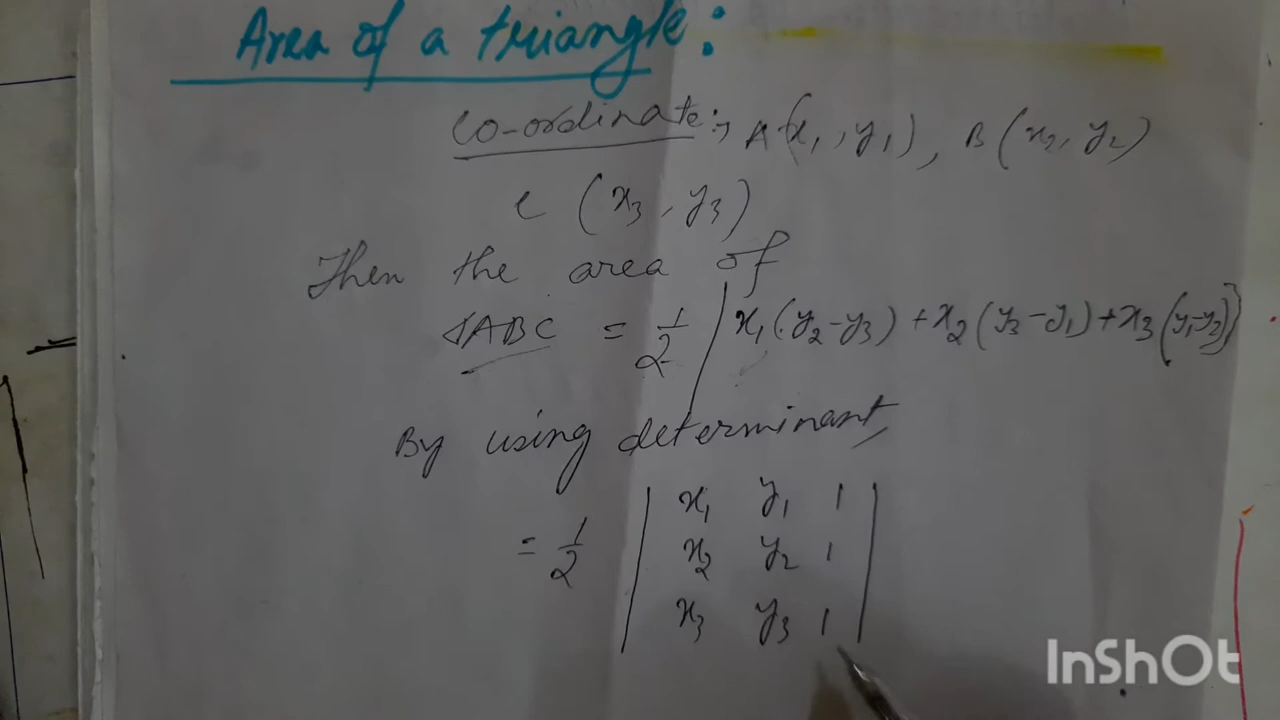 Area of a triangle:
Co-ordinate:→ A(x₁, y₁), B(x₂, y₂)
C (x₃, y₃)
Then the area of
ΔABC = 1/2 |x₁(y₂-y₃) + x₂(y₃-y₁) + x₃(y₁-y₂)}
By using determinant,
= 1/2 | x₁ y₁ 1 |
| x₂ y₂ 1 |
| x₃ y₃ 1 |
InShOt